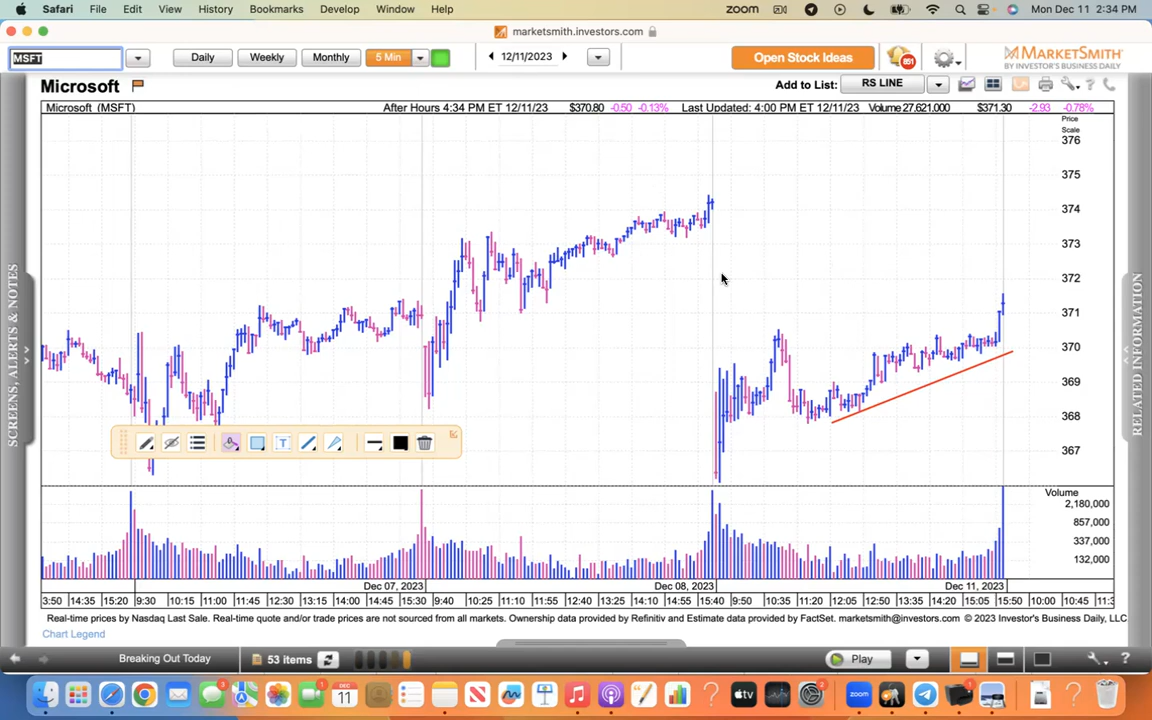 Safari File Edit View History Bookmarks Develop Window Help zoom Mon Dec 11 2:34 PM
marketsmith.investors.com
MSFT Daily Weekly Monthly 5 Min 12/11/2023 Open Stock Ideas 851 MARKETSMITH
BY INVESTOR'S BUSINESS DAILY
Microsoft Add to List: RS LINE ?
Microsoft (MSFT) After Hours 4:34 PM ET 12/11/23 $370.80 -0.50 -0.13% Last Updated: 4:00 PM ET 12/11/23 Volume 27,621,000 $371.30 -2.93 -0.78%
Price
Scale
376
375
374
373
372
371
370
369
368
367
SCREENS, ALERTS & NOTES
RELATED INFORMATION
T
Volume
2,180,000
857,000
337,000
132,000
Dec 07, 2023 Dec 08, 2023 Dec 11, 2023
3:50 14:35 15:20 9:30 10:15 11:00 11:45 12:30 13:15 14:00 14:45 15:30 9:40 10:25 11:10 11:55 12:40 13:25 14:10 14:55 15:40 9:50 10:35 11:20 12:05 12:50 13:35 14:20 15:05 15:50 10:00 10:45 11:3
Real-time prices by Nasdaq Last Sale. Real-time quote and/or trade prices are not sourced from all markets. Ownership data provided by Refinitiv and Estimate data provided by FactSet. marketsmith@investors.com © 2023 Investor's Business Daily, LLC
Chart Legend
Breaking Out Today 53 items Play ?
DEC
11
3
tv
zoom
2
1